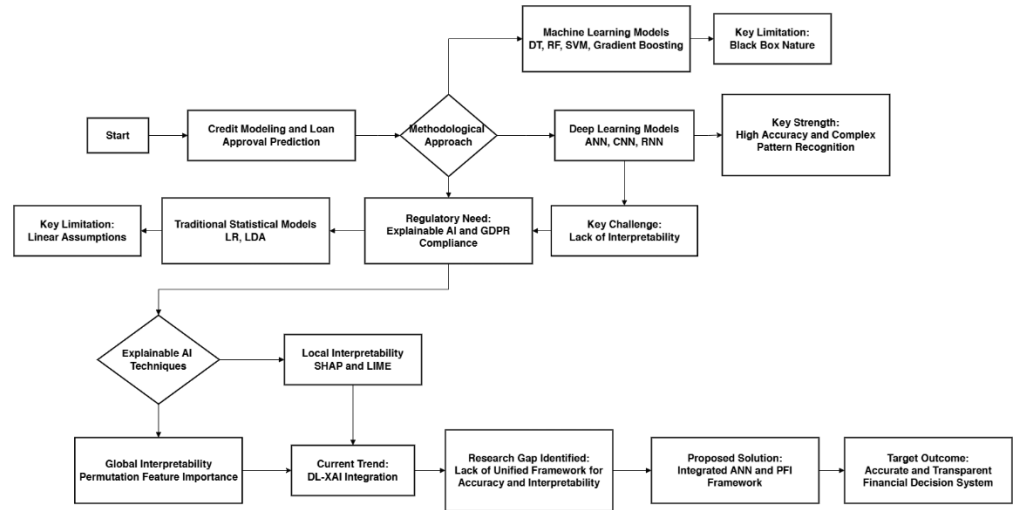 Machine Learning Models
DT, RF, SVM, Gradient Boosting
Key Limitation:
Black Box Nature
Start
Credit Modeling and Loan
Approval Prediction
Methodological
Approach
Deep Learning Models
ANN, CNN, RNN
Key Strength:
High Accuracy and Complex
Pattern Recognition
Key Limitation:
Linear Assumptions
Traditional Statistical Models
LR, LDA
Regulatory Need:
Explainable AI and GDPR
Compliance
Key Challenge:
Lack of Interpretability
Explainable AI
Techniques
Local Interpretability
SHAP and LIME
Global Interpretability
Permutation Feature Importance
Current Trend:
DL-XAI Integration
Research Gap Identified:
Lack of Unified Framework for
Accuracy and Interpretability
Proposed Solution:
Integrated ANN and PFI
Framework
Target Outcome:
Accurate and Transparent
Financial Decision System